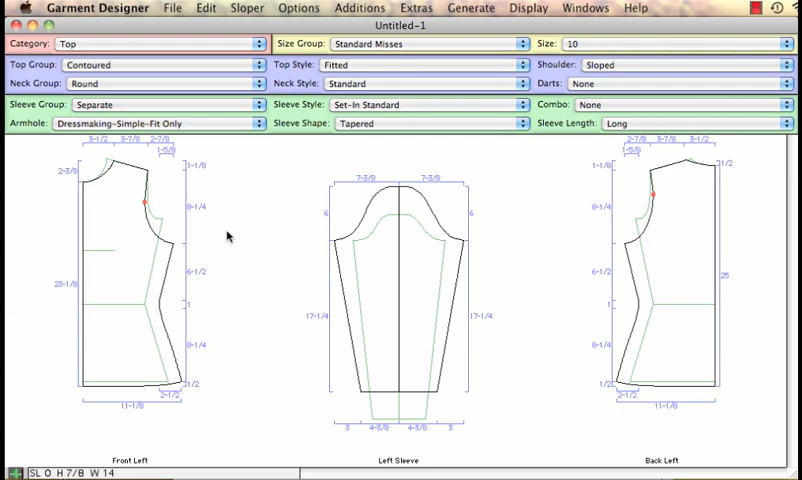 Garment Designer File Edit Sloper Options Additions Extras Generate Display Windows Help
Untitled-1
Category: Top Size Group: Standard Misses Size: 10
Top Group: Contoured Top Style: Fitted Shoulder: Sloped
Neck Group: Round Neck Style: Standard Darts: None
Sleeve Group: Separate Sleeve Style: Set-In Standard Combo: None
Armhole: Dressmaking-Simple-Fit Only Sleeve Shape: Tapered Sleeve Length: Long
3-1/2 3-7/8 2-7/8 2-7/8 3-7/8 3-1/2
1-5/8 1-5/8
2-3/8 1-1/8 1-1/8 1/2
7-3/8 7-3/8
8-1/4 6 6 8-1/4
6-1/2 6-1/2
23-1/8 1 17-1/4 17-1/4 1 25
8-1/4 8-1/4
1/2 1/2
2-1/2 2-1/2
11-1/8 11-1/8
3 4-3/8 4-3/8 3
Front Left Left Sleeve Back Left
SL 0 H 7/8 W 14